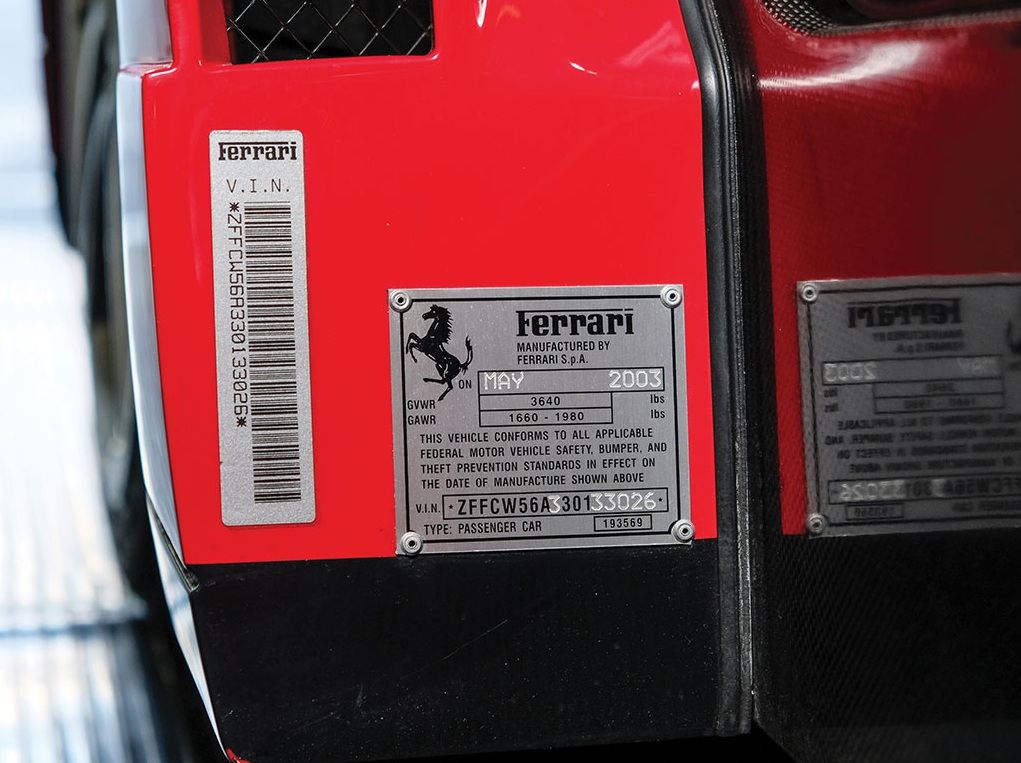 Ferrari
V.I.N.
*ZFFCW56A330133026*
Ferrari
MANUFACTURED BY
FERRARI S.p.A.
ON MAY 2003
GVWR 3640 lbs
GAWR 1660 - 1980 lbs
THIS VEHICLE CONFORMS TO ALL APPLICABLE
FEDERAL MOTOR VEHICLE SAFETY, BUMPER, AND
THEFT PREVENTION STANDARDS IN EFFECT ON
THE DATE OF MANUFACTURE SHOWN ABOVE
V.I.N. *ZFFCW56A330133026*
TYPE: PASSENGER CAR 193569